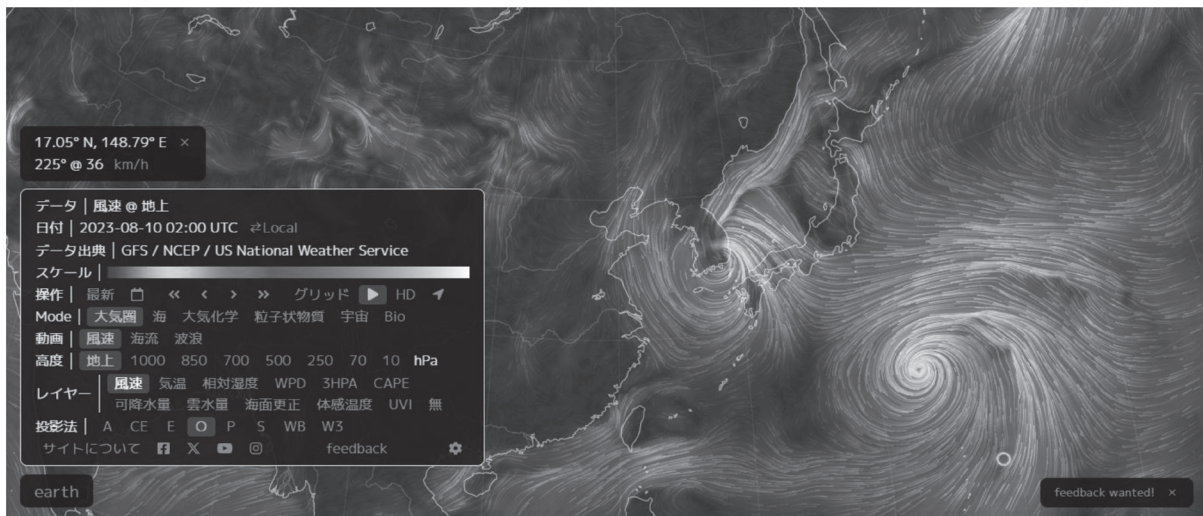 17.05° N, 148.79° E ×
225° @ 36 km/h
データ | 風速 @ 地上
日付 | 2023-08-10 02:00 UTC ⇄Local
データ出典 | GFS / NCEP / US National Weather Service
スケール |
操作 | 最新 « ‹ › » グリッド ▶ HD
Mode | 大気圏 海 大気化学 粒子状物質 宇宙 Bio
動画 | 風速 海流 波浪
高度 | 地上 1000 850 700 500 250 70 10 hPa
レイヤー | 風速 気温 相対湿度 WPD 3HPA CAPE
可降水量 雲水量 海面更正 体感温度 UVI 無
投影法 | A CE E O P S WB W3
サイトについて feedback
earth
feedback wanted! ×